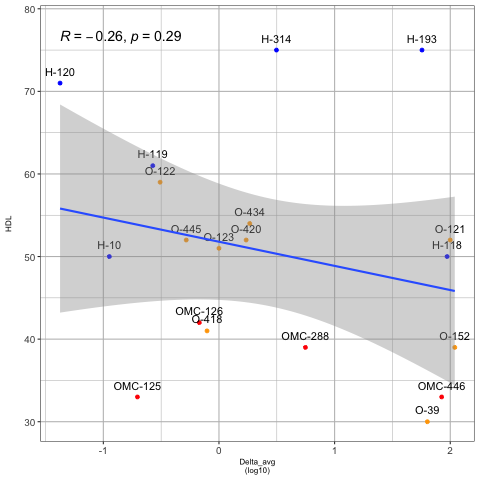 80
R = −0.26, p = 0.29
H-314
H-193
H-120
70
H-119
60
O-122
O-434
O-445
O-420
O-121
O-123
HDL
H-10
H-118
50
OMC-126
O-418
40
OMC-288
O-152
OMC-125
OMC-446
O-39
30
-1
0
1
2
Delta_avg
(log10)